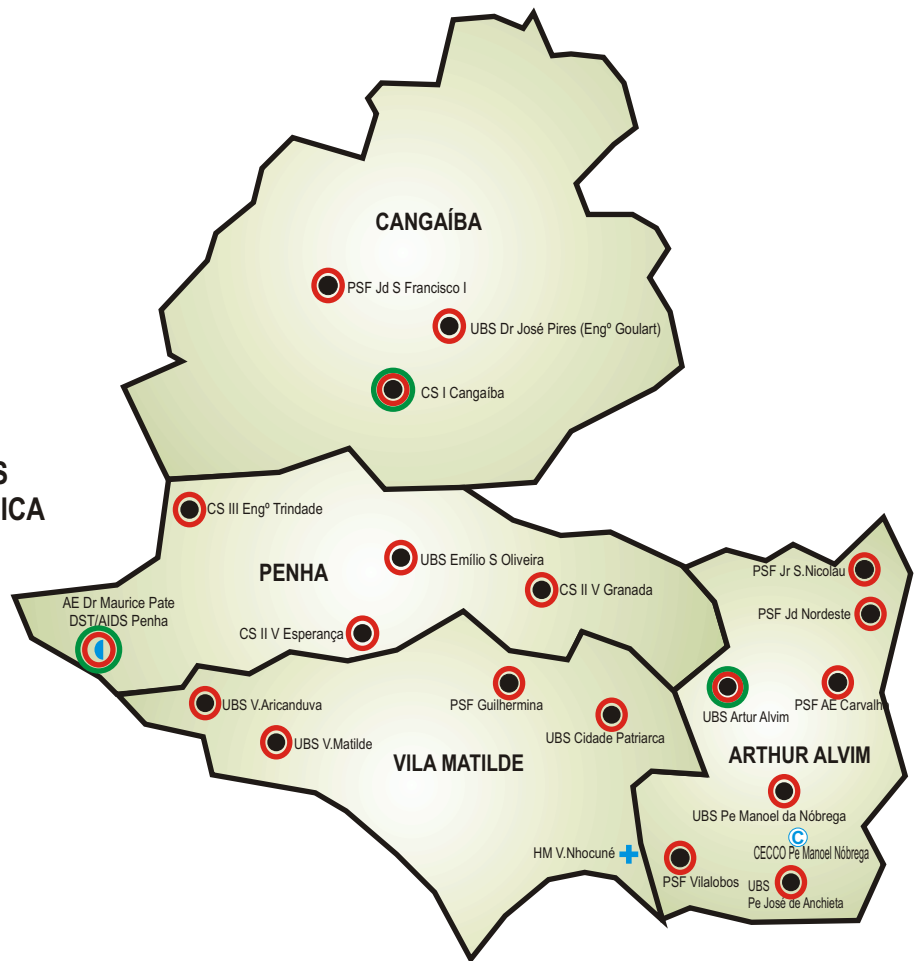 CANGAÍBA
PSF Jd S Francisco I
UBS Dr José Pires (Engº Goulart)
CS I Cangaíba
S
ICA
CS III Engº Trindade
PENHA
UBS Emílio S Oliveira
CS II V Granada
AE Dr Maurice Pate
DST/AIDS Penha
CS II V Esperança
PSF Jr S.Nicolau
PSF Jd Nordeste
UBS V.Aricanduva
PSF Guilhermina
PSF AE Carvalho
UBS Artur Alvim
UBS V.Matilde
UBS Cidade Patriarca
VILA MATILDE
ARTHUR ALVIM
UBS Pe Manoel da Nóbrega
C
CECCO Pe Manoel Nóbrega
HM V.Nhocuné
PSF Vilalobos
UBS
Pe José de Anchieta